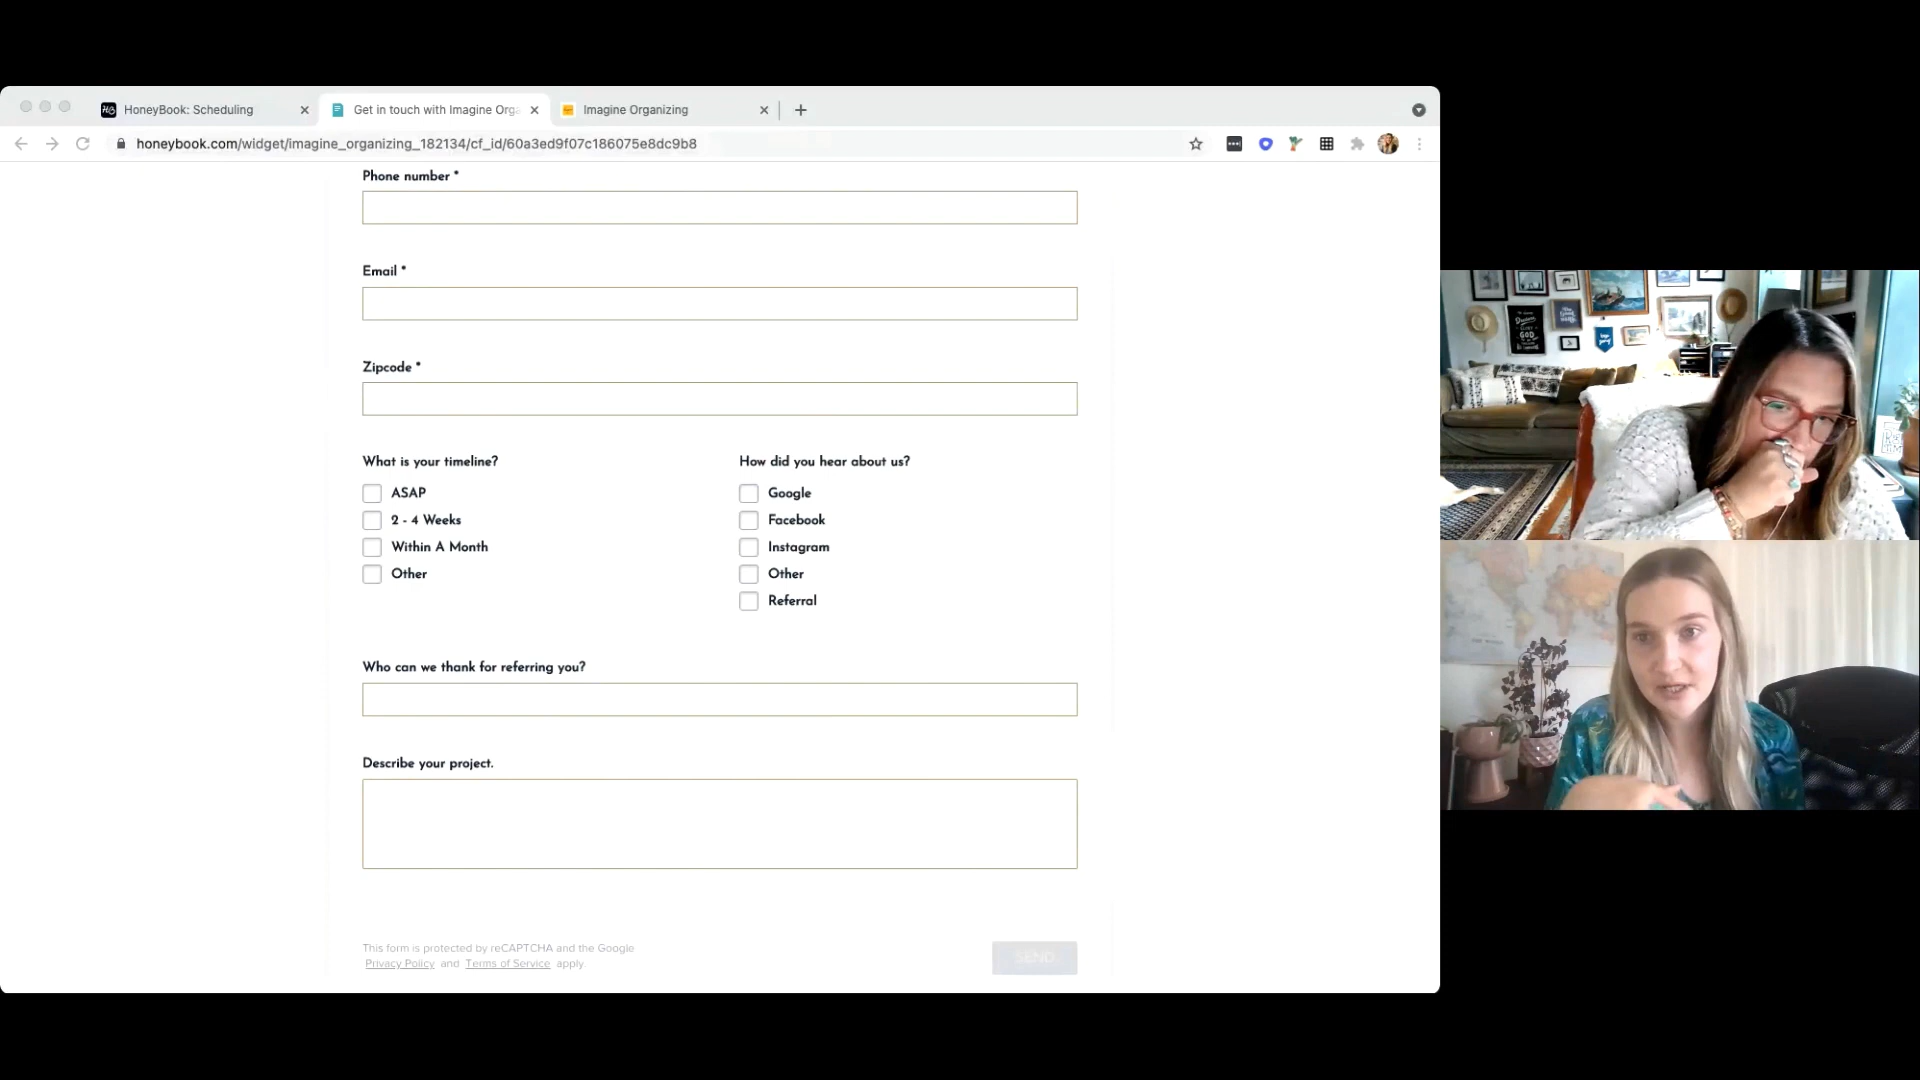 HB HoneyBook: Scheduling
Get in touch with Imagine Orga
Imagine Organizing
honeybook.com/widget/imagine_organizing_182134/cf_id/60a3ed9f07c186075e8dc9b8
Phone number *
Email *
Zipcode *
What is your timeline?
ASAP
2 - 4 Weeks
Within A Month
Other
How did you hear about us?
Google
Facebook
Instagram
Other
Referral
Who can we thank for referring you?
Describe your project.
This form is protected by reCAPTCHA and the Google
Privacy Policy and Terms of Service apply.
SEND
GOD